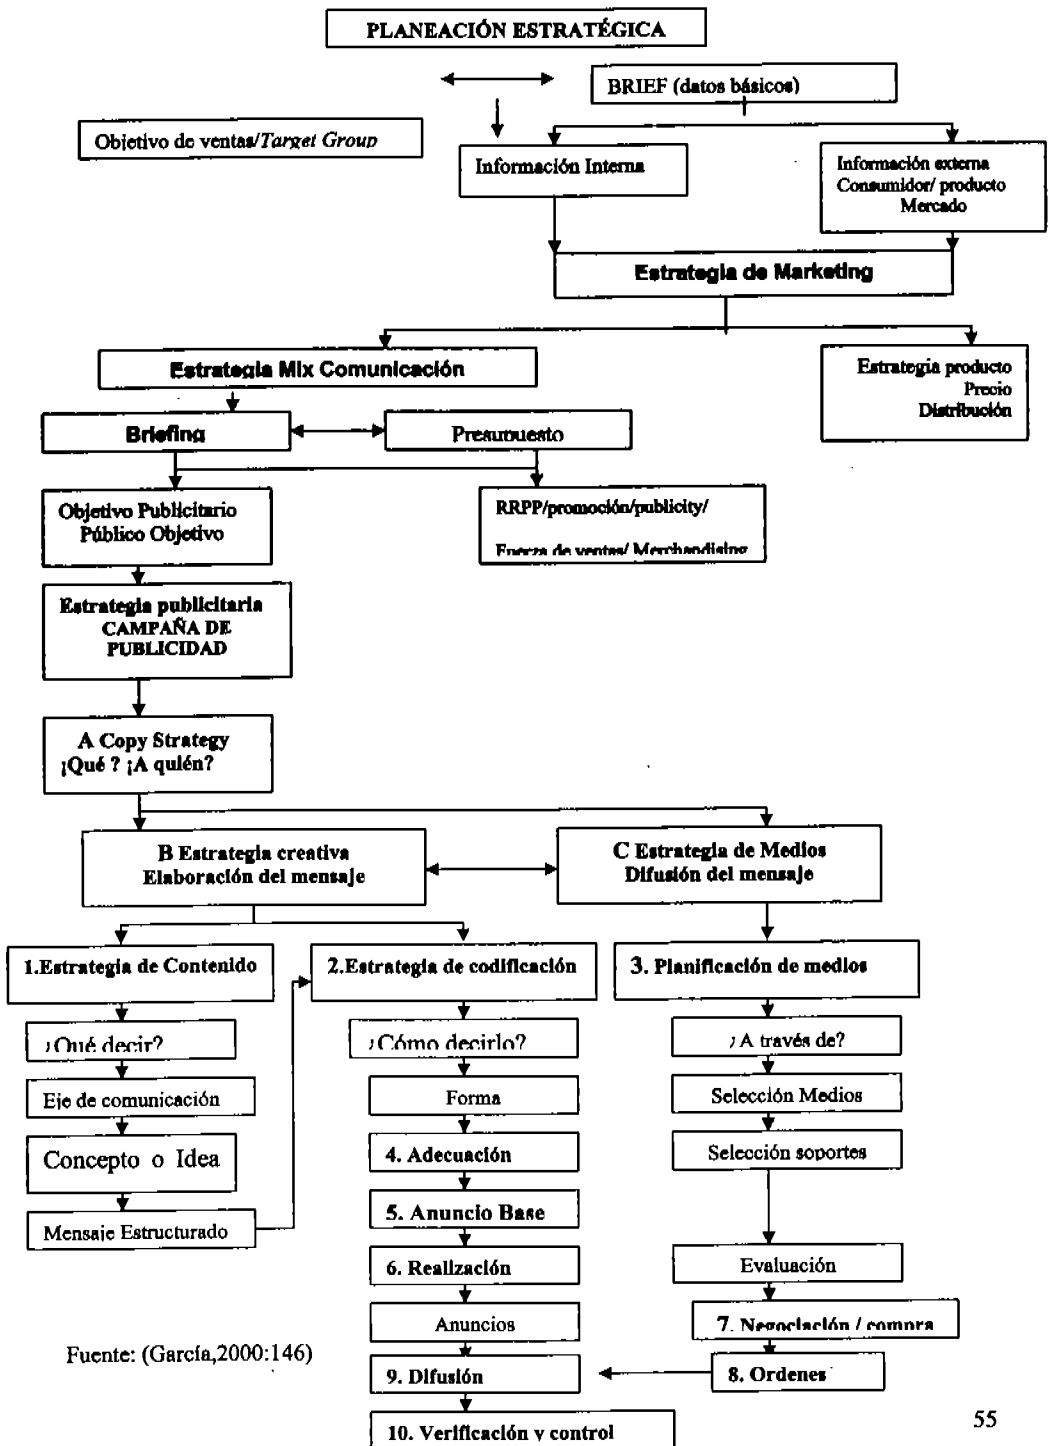 PLANEACIÓN ESTRATÉGICA
BRIEF (datos básicos)
Objetivo de ventas/Target Group
Información Interna
Información externa
Consumidor/ producto
Mercado
Estrategia de Marketing
Estrategia Mix Comunicación
Estrategia producto
Precio
Distribución
Briefing
Presupuesto
Objetivo Publicitario
Público Objetivo
RRPP/promoción/publicity/
Fuerza de ventas/ Merchandising
Estrategia publicitaria
CAMPAÑA DE
PUBLICIDAD
A Copy Strategy
¡Qué ? ¡A quién?
B Estrategia creativa
Elaboración del mensaje
C Estrategia de Medios
Difusión del mensaje
1.Estrategia de Contenido
2.Estrategia de codificación
3. Planificación de medios
¿Qué decir?
¿Cómo decirlo?
¿A través de?
Eje de comunicación
Forma
Selección Medios
Concepto o Idea
4. Adecuación
Selección soportes
Mensaje Estructurado
5. Anuncio Base
6. Realización
Evaluación
Anuncios
7. Negociación / compra
Fuente: (García,2000:146)
9. Difusión
8. Ordenes
10. Verificación y control
55